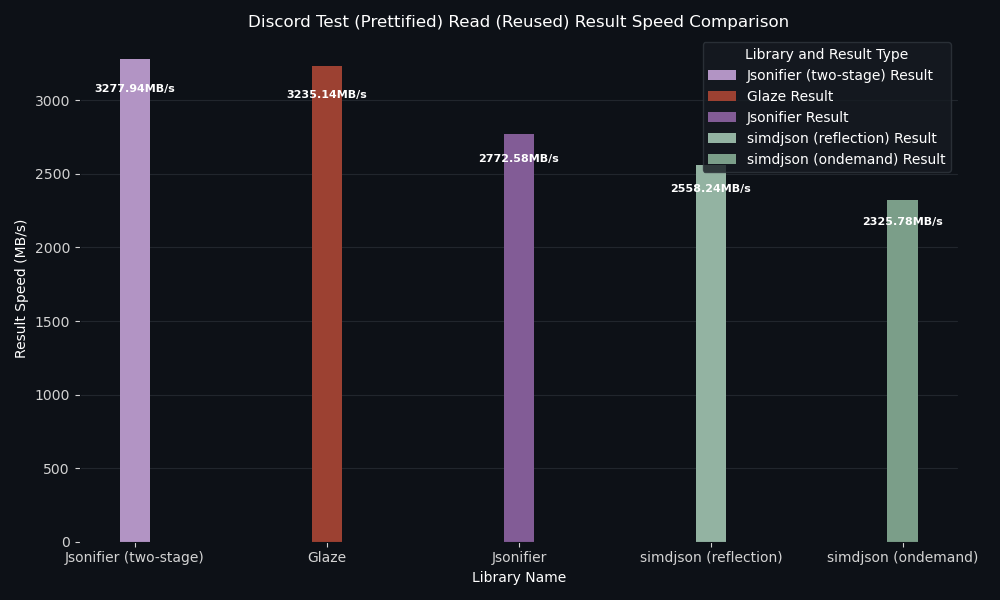 Discord Test (Prettified) Read (Reused) Result Speed Comparison
Library and Result Type
Jsonifier (two-stage) Result
Glaze Result
Jsonifier Result
simdjson (reflection) Result
simdjson (ondemand) Result
Result Speed (MB/s)
3000
2500
2000
1500
1000
500
0
3277.94MB/s
3235.14MB/s
2772.58MB/s
2558.24MB/s
2325.78MB/s
Jsonifier (two-stage)
Glaze
Jsonifier
simdjson (reflection)
simdjson (ondemand)
Library Name